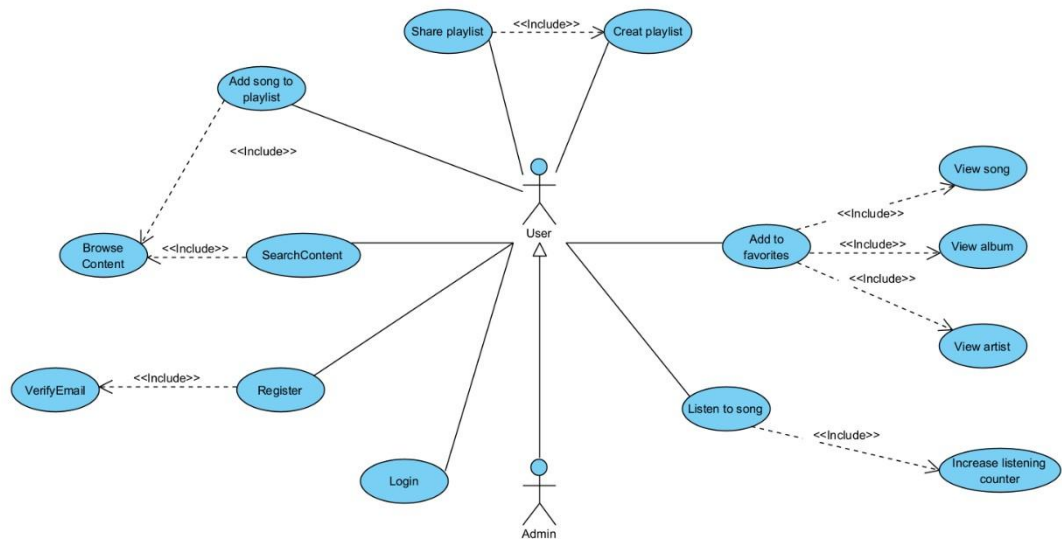 Share playlist
<<Include>>
Creat playlist
Add song to
playlist
<<Include>>
View song
<<Include>>
User
Browse
Content
<<Include>>
SearchContent
Add to
favorites
<<Include>>
View album
<<Include>>
View artist
VerifyEmail
<<Include>>
Register
Listen to song
<<Include>>
Increase listening
counter
Login
Admin